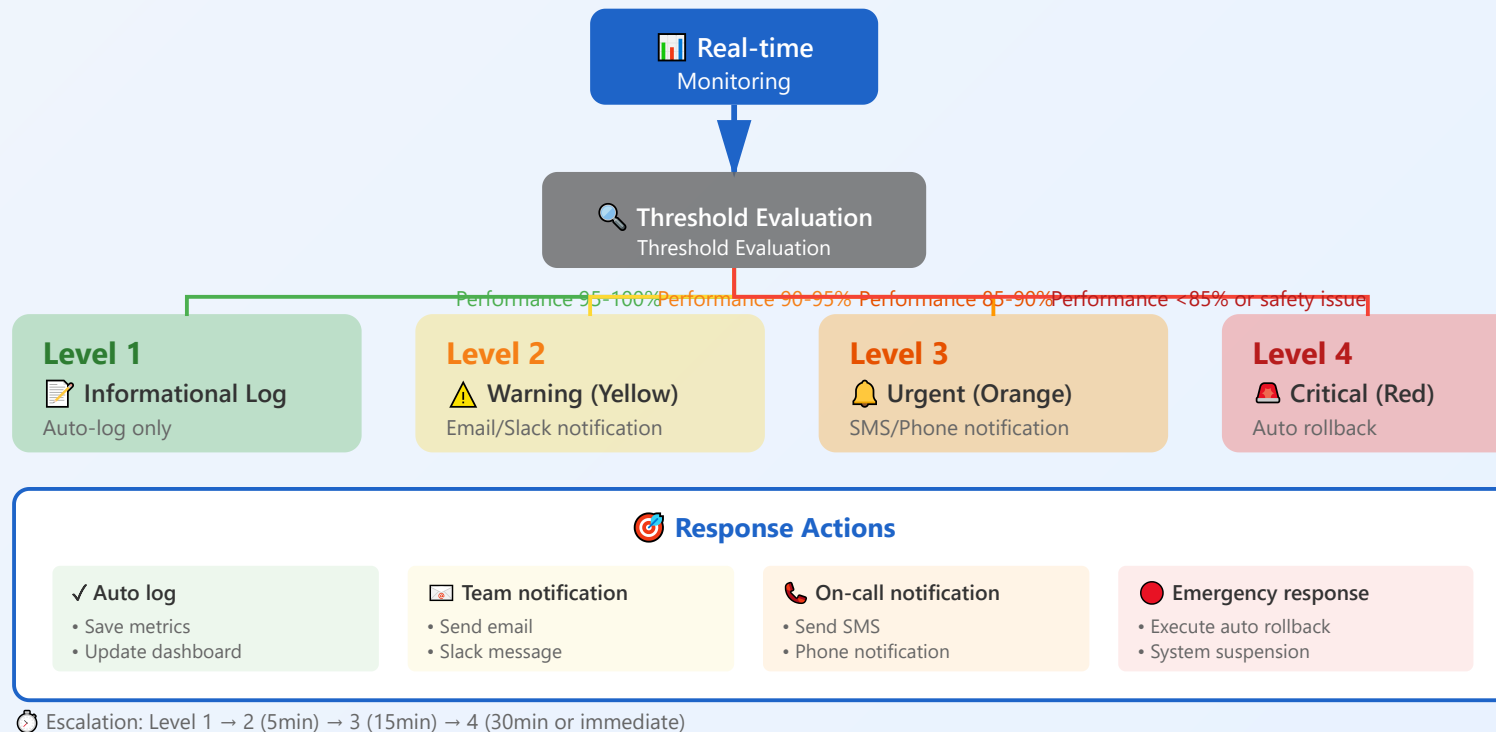 Real-time
Monitoring
Threshold Evaluation
Threshold Evaluation
Performance 95-100%
Performance 90-95%
Performance 85-90%
Performance <85% or safety issue
Level 1
Informational Log
Auto-log only
Level 2
Warning (Yellow)
Email/Slack notification
Level 3
Urgent (Orange)
SMS/Phone notification
Level 4
Critical (Red)
Auto rollback
Response Actions
✓ Auto log
• Save metrics
• Update dashboard
Team notification
• Send email
• Slack message
On-call notification
• Send SMS
• Phone notification
Emergency response
• Execute auto rollback
• System suspension
Escalation: Level 1 → 2 (5min) → 3 (15min) → 4 (30min or immediate)